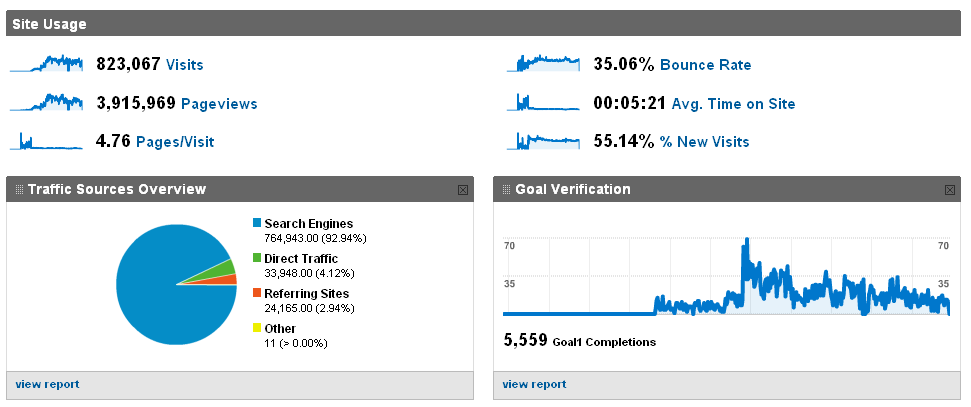 Site Usage
823,067 Visits
35.06% Bounce Rate
3,915,969 Pageviews
00:05:21 Avg. Time on Site
4.76 Pages/Visit
55.14% % New Visits
Traffic Sources Overview
Search Engines
764,943.00 (92.94%)
Direct Traffic
33,948.00 (4.12%)
Referring Sites
24,165.00 (2.94%)
Other
11 (> 0.00%)
view report
Goal Verification
70 70
35 35
5,559 Goal1 Completions
view report